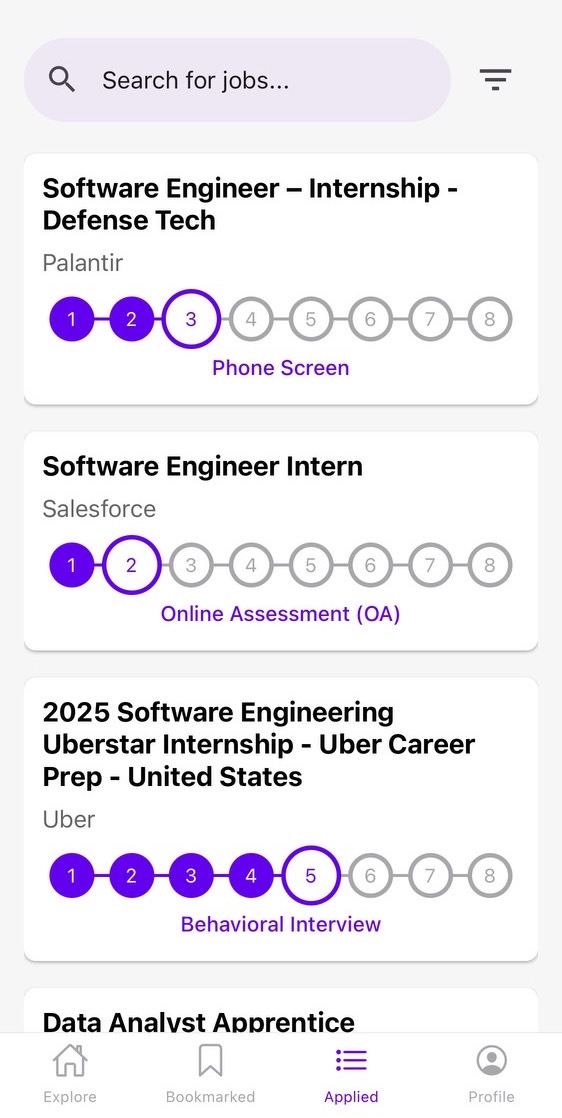 Search for jobs...
Software Engineer – Internship -
Defense Tech
Palantir
1 2 3 4 5 6 7 8
Phone Screen
Software Engineer Intern
Salesforce
1 2 3 4 5 6 7 8
Online Assessment (OA)
2025 Software Engineering
Uberstar Internship - Uber Career
Prep - United States
Uber
1 2 3 4 5 6 7 8
Behavioral Interview
Data Analyst Apprentice
Explore Bookmarked Applied Profile